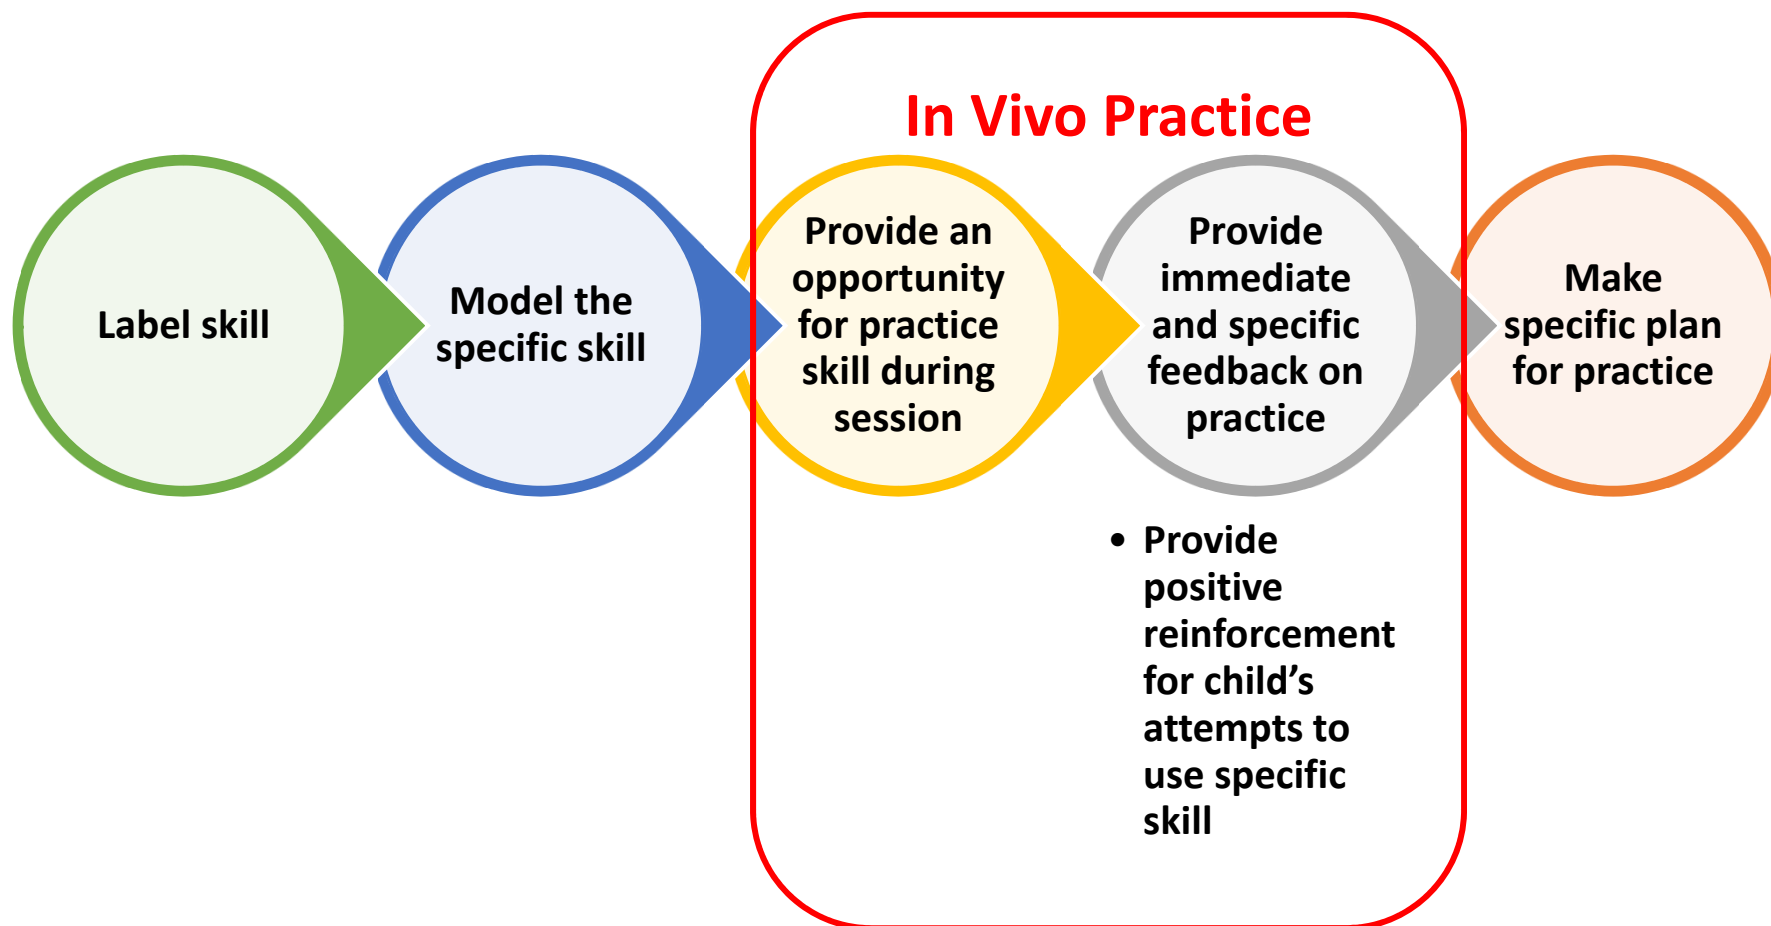 In Vivo Practice
Label skill
Model the
specific skill
Provide an
opportunity
for practice
skill during
session
Provide
immediate
and specific
feedback on
practice
• Provide
positive
reinforcement
for child’s
attempts to
use specific
skill
Make
specific plan
for practice